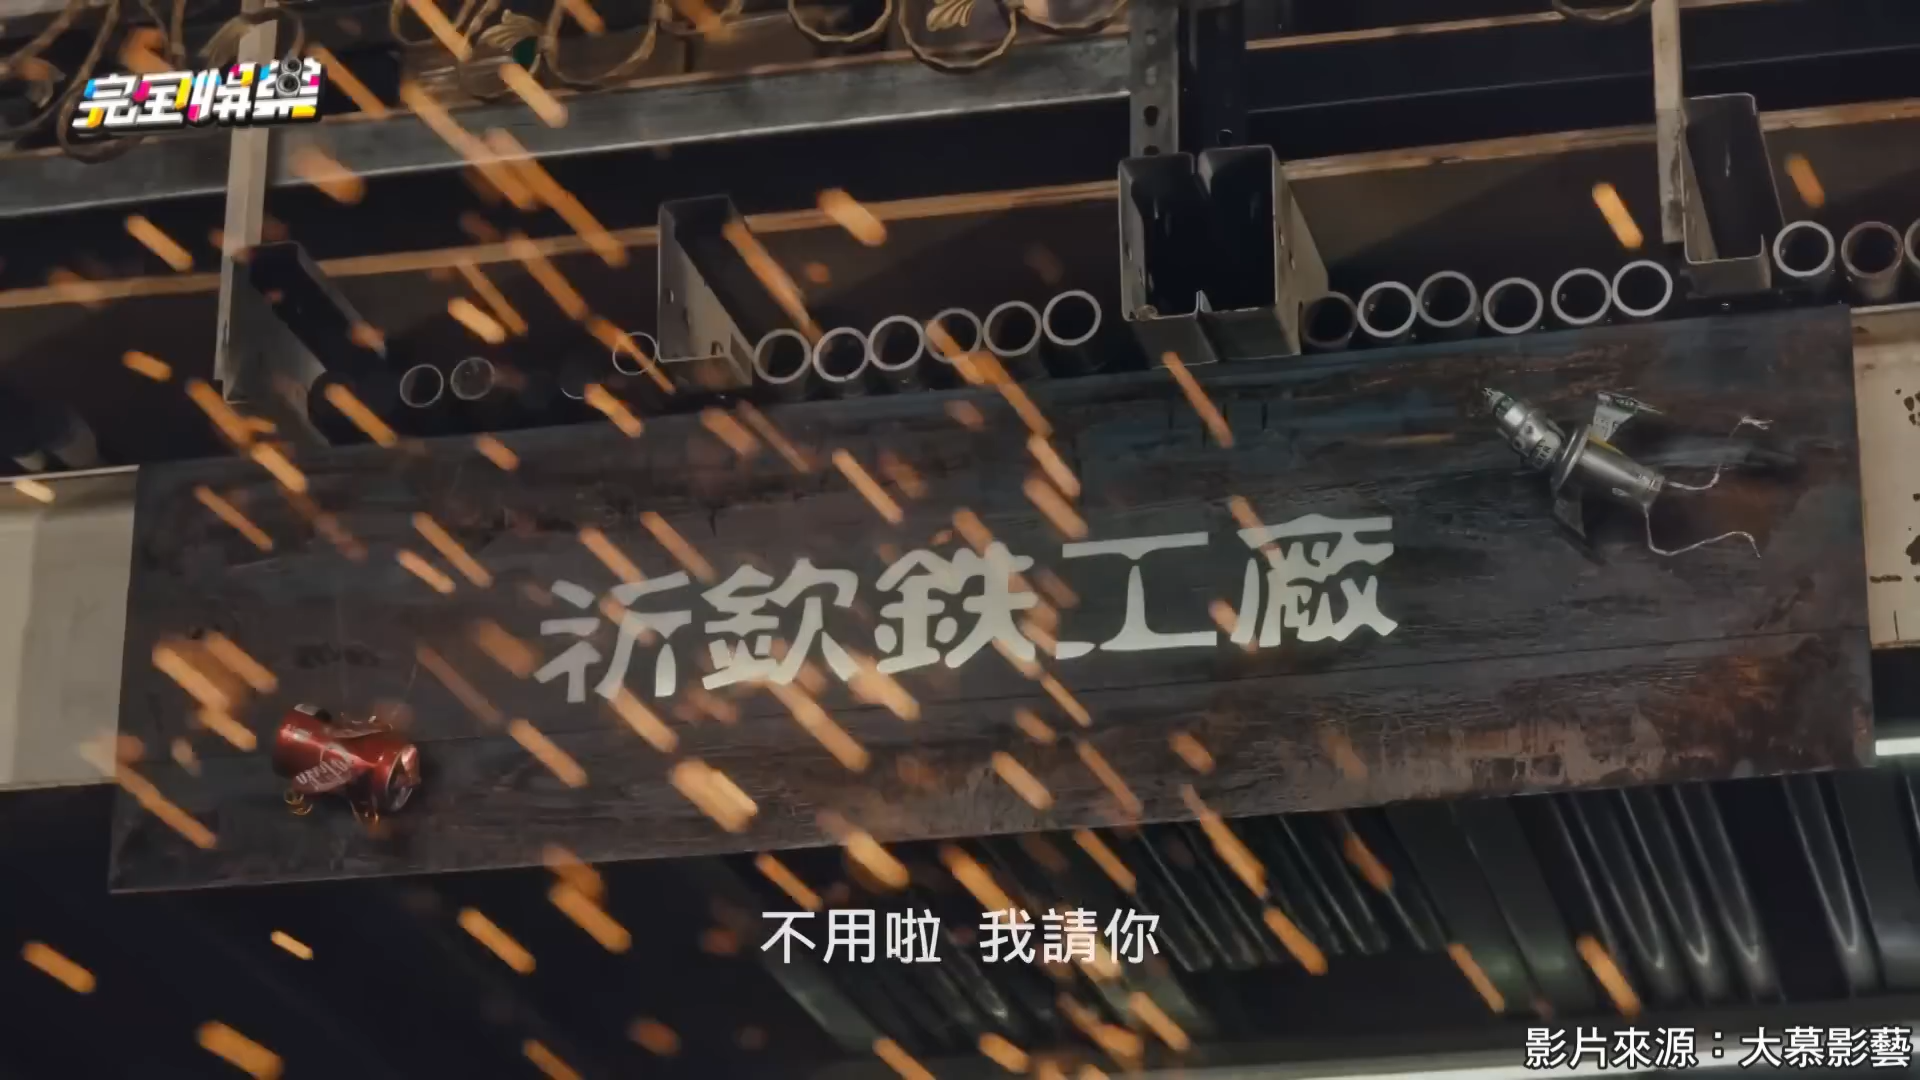 完全娛樂
祈欽鉄工廠
不用啦 我請你
影片來源：大慕影藝